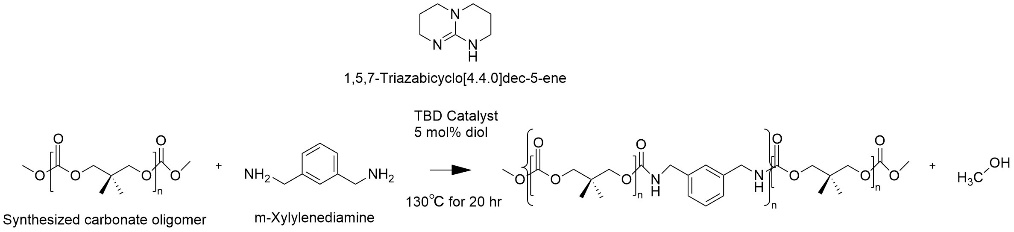 N
N
N
H
1,5,7-Triazabicyclo[4.4.0]dec-5-ene
TBD Catalyst
5 mol% diol
130°C for 20 hr
O
O
O
O
O
O
n
Synthesized carbonate oligomer
+
NH2
NH2
m-Xylylenediamine
O
O
O
O
n
O
NH
NH
n
O
O
O
n
O
O
+
H3C
OH